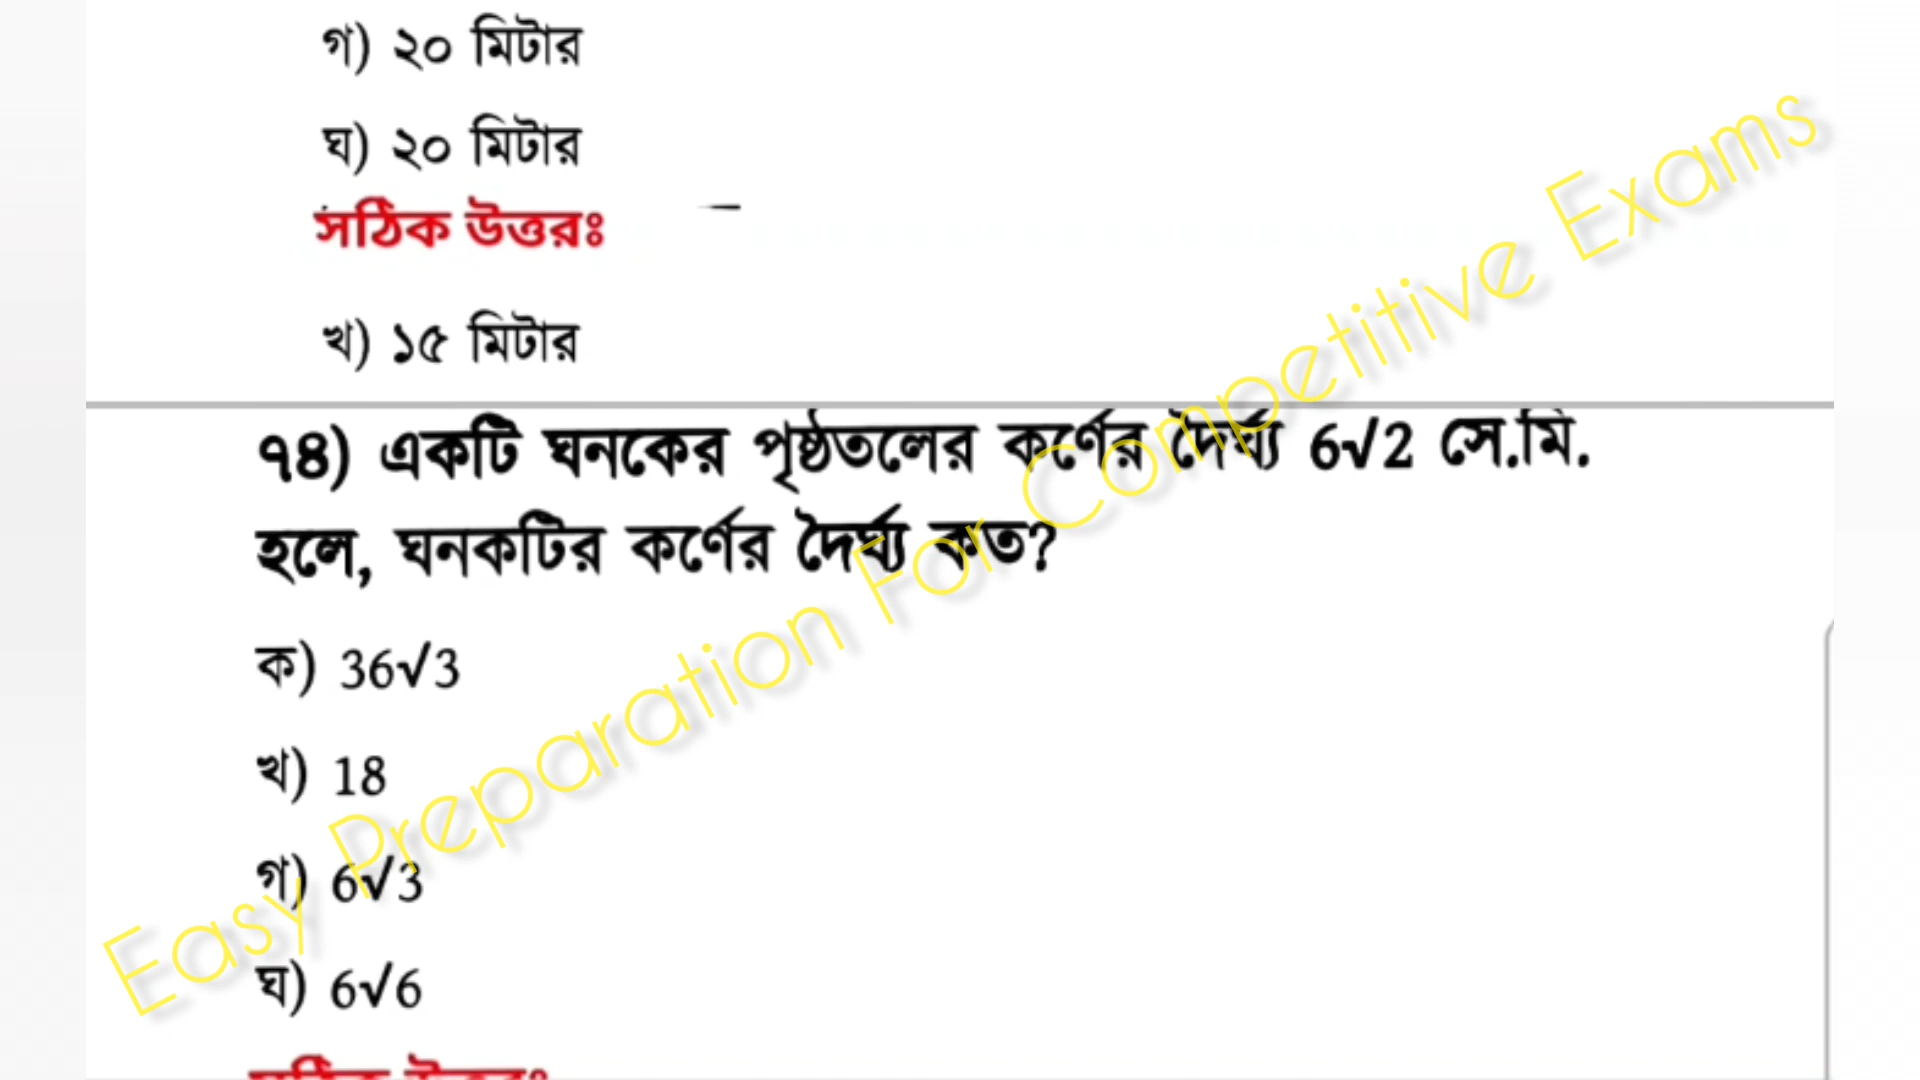 গ) ২০ মিটার
ঘ) ২০ মিটার
সঠিক উত্তরঃ
খ) ১৫ মিটার
৭৪) একটি ঘনকের পৃষ্ঠতলের কর্ণের দৈর্ঘ্য 6√2 সে.মি.
হলে, ঘনকটির কর্ণের দৈর্ঘ্য কত?
ক) 36√3
খ) 18
গ) 6√3
ঘ) 6√6
Easy Preparation For Competitive Exams